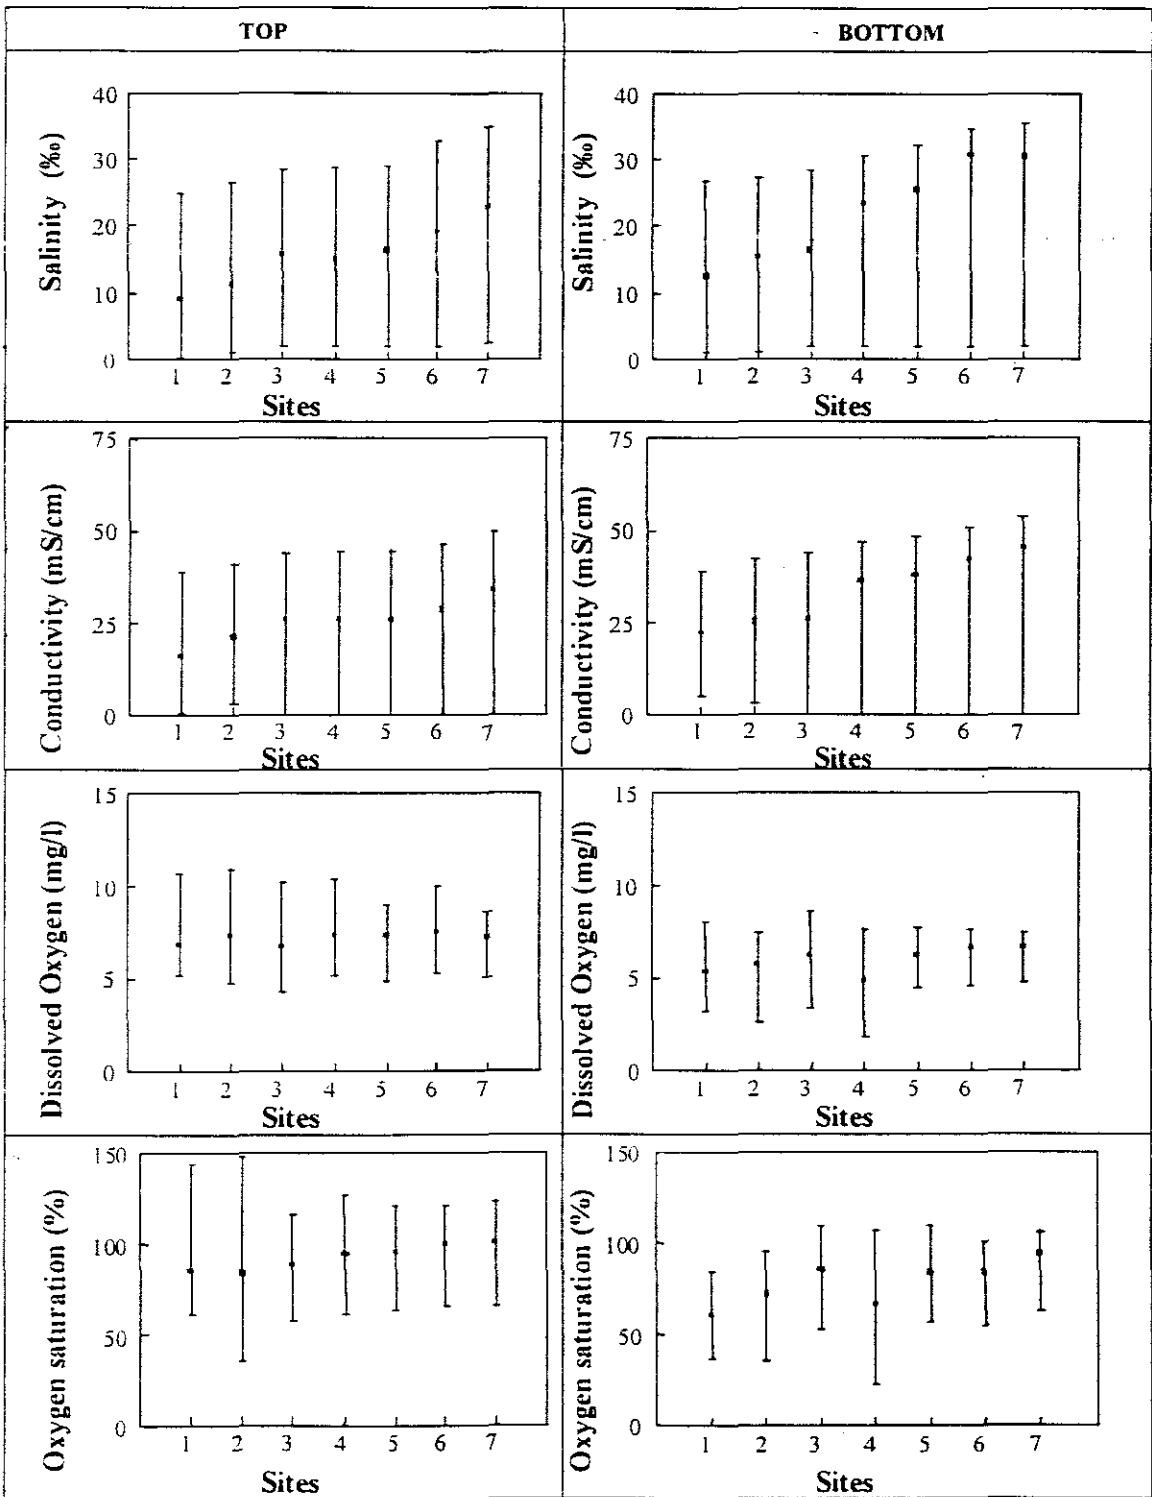 TOP
BOTTOM
Salinity (‰)
40
30
20
10
0
1 2 3 4 5 6 7
Sites
Salinity (‰)
40
30
20
10
0
1 2 3 4 5 6 7
Sites
Conductivity (mS/cm)
75
50
25
0
1 2 3 4 5 6 7
Sites
Conductivity (mS/cm)
75
50
25
0
1 2 3 4 5 6 7
Sites
Dissolved Oxygen (mg/l)
15
10
5
0
1 2 3 4 5 6 7
Sites
Dissolved Oxygen (mg/l)
15
10
5
0
1 2 3 4 5 6 7
Sites
Oxygen saturation (%)
150
100
50
0
1 2 3 4 5 6 7
Sites
Oxygen saturation (%)
150
100
50
0
1 2 3 4 5 6 7
Sites